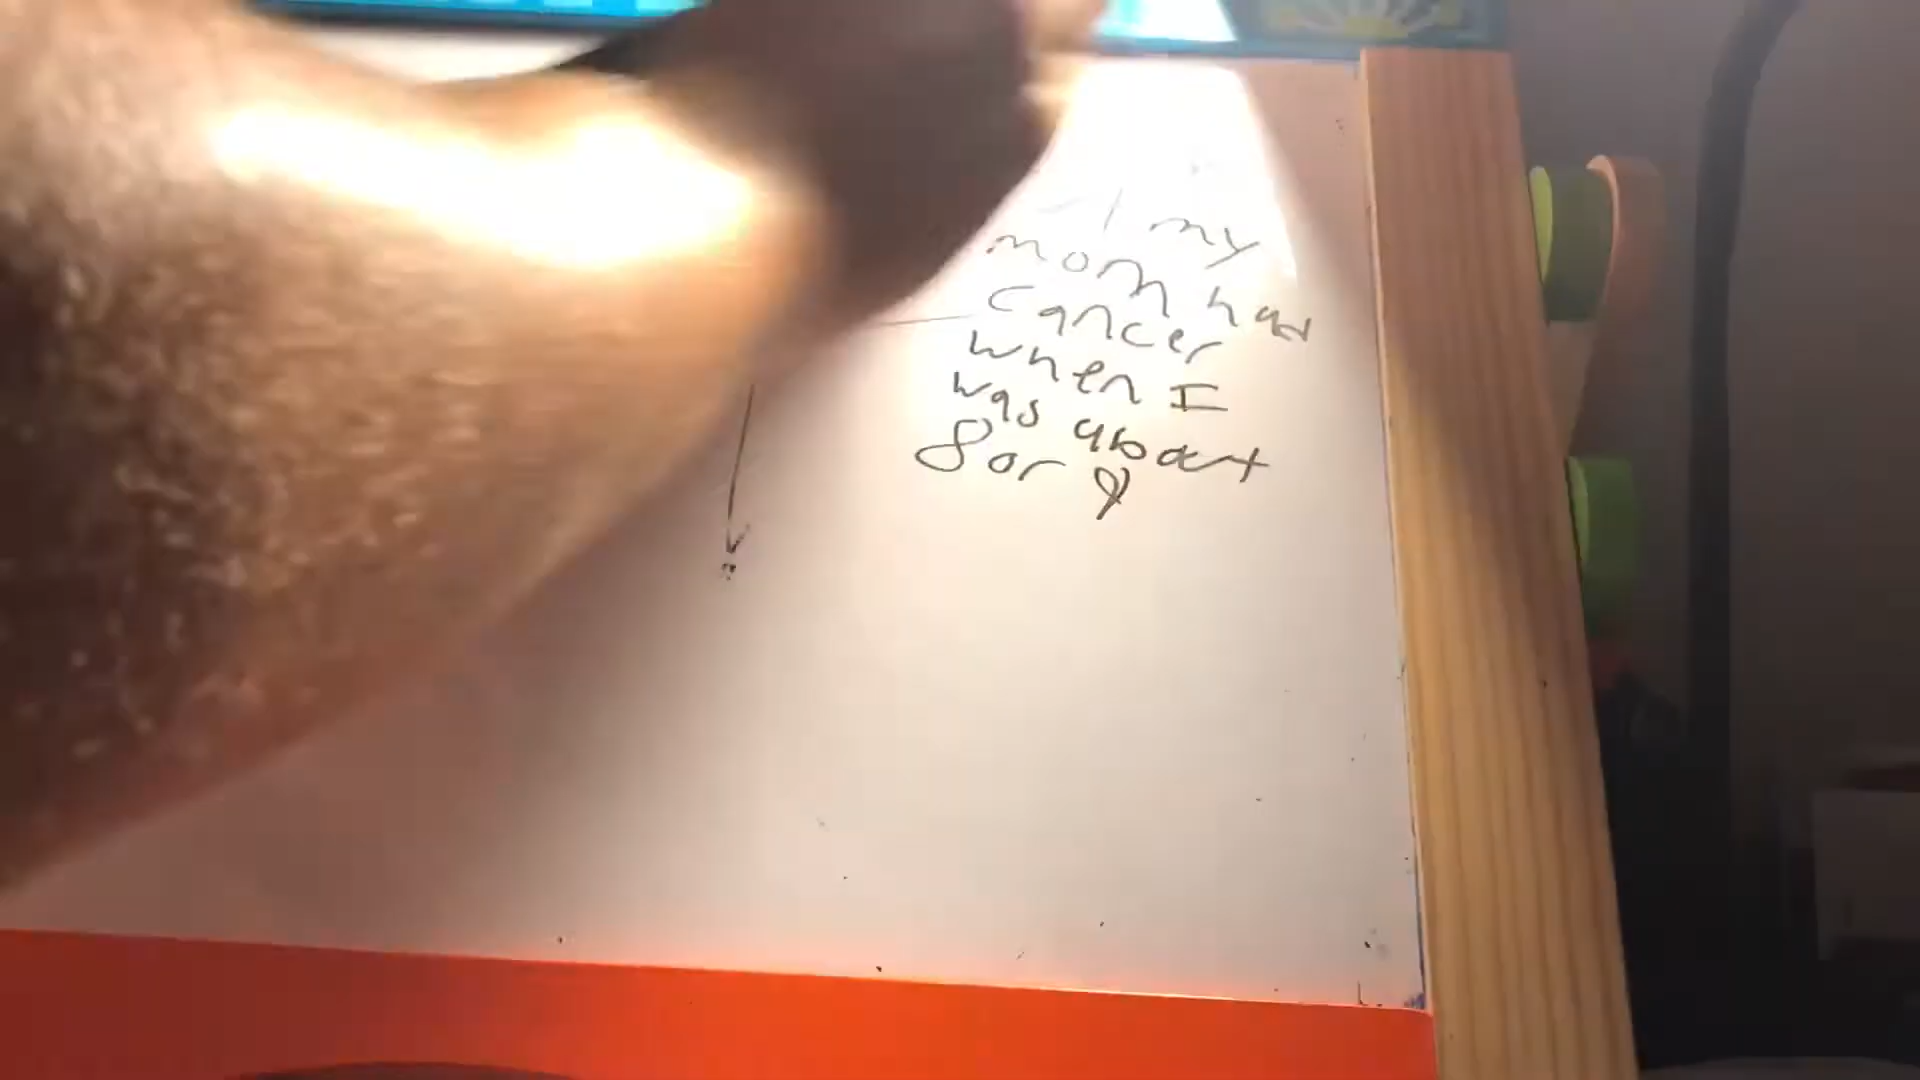 my
mom had
cancer
when I
was about
8 or 9